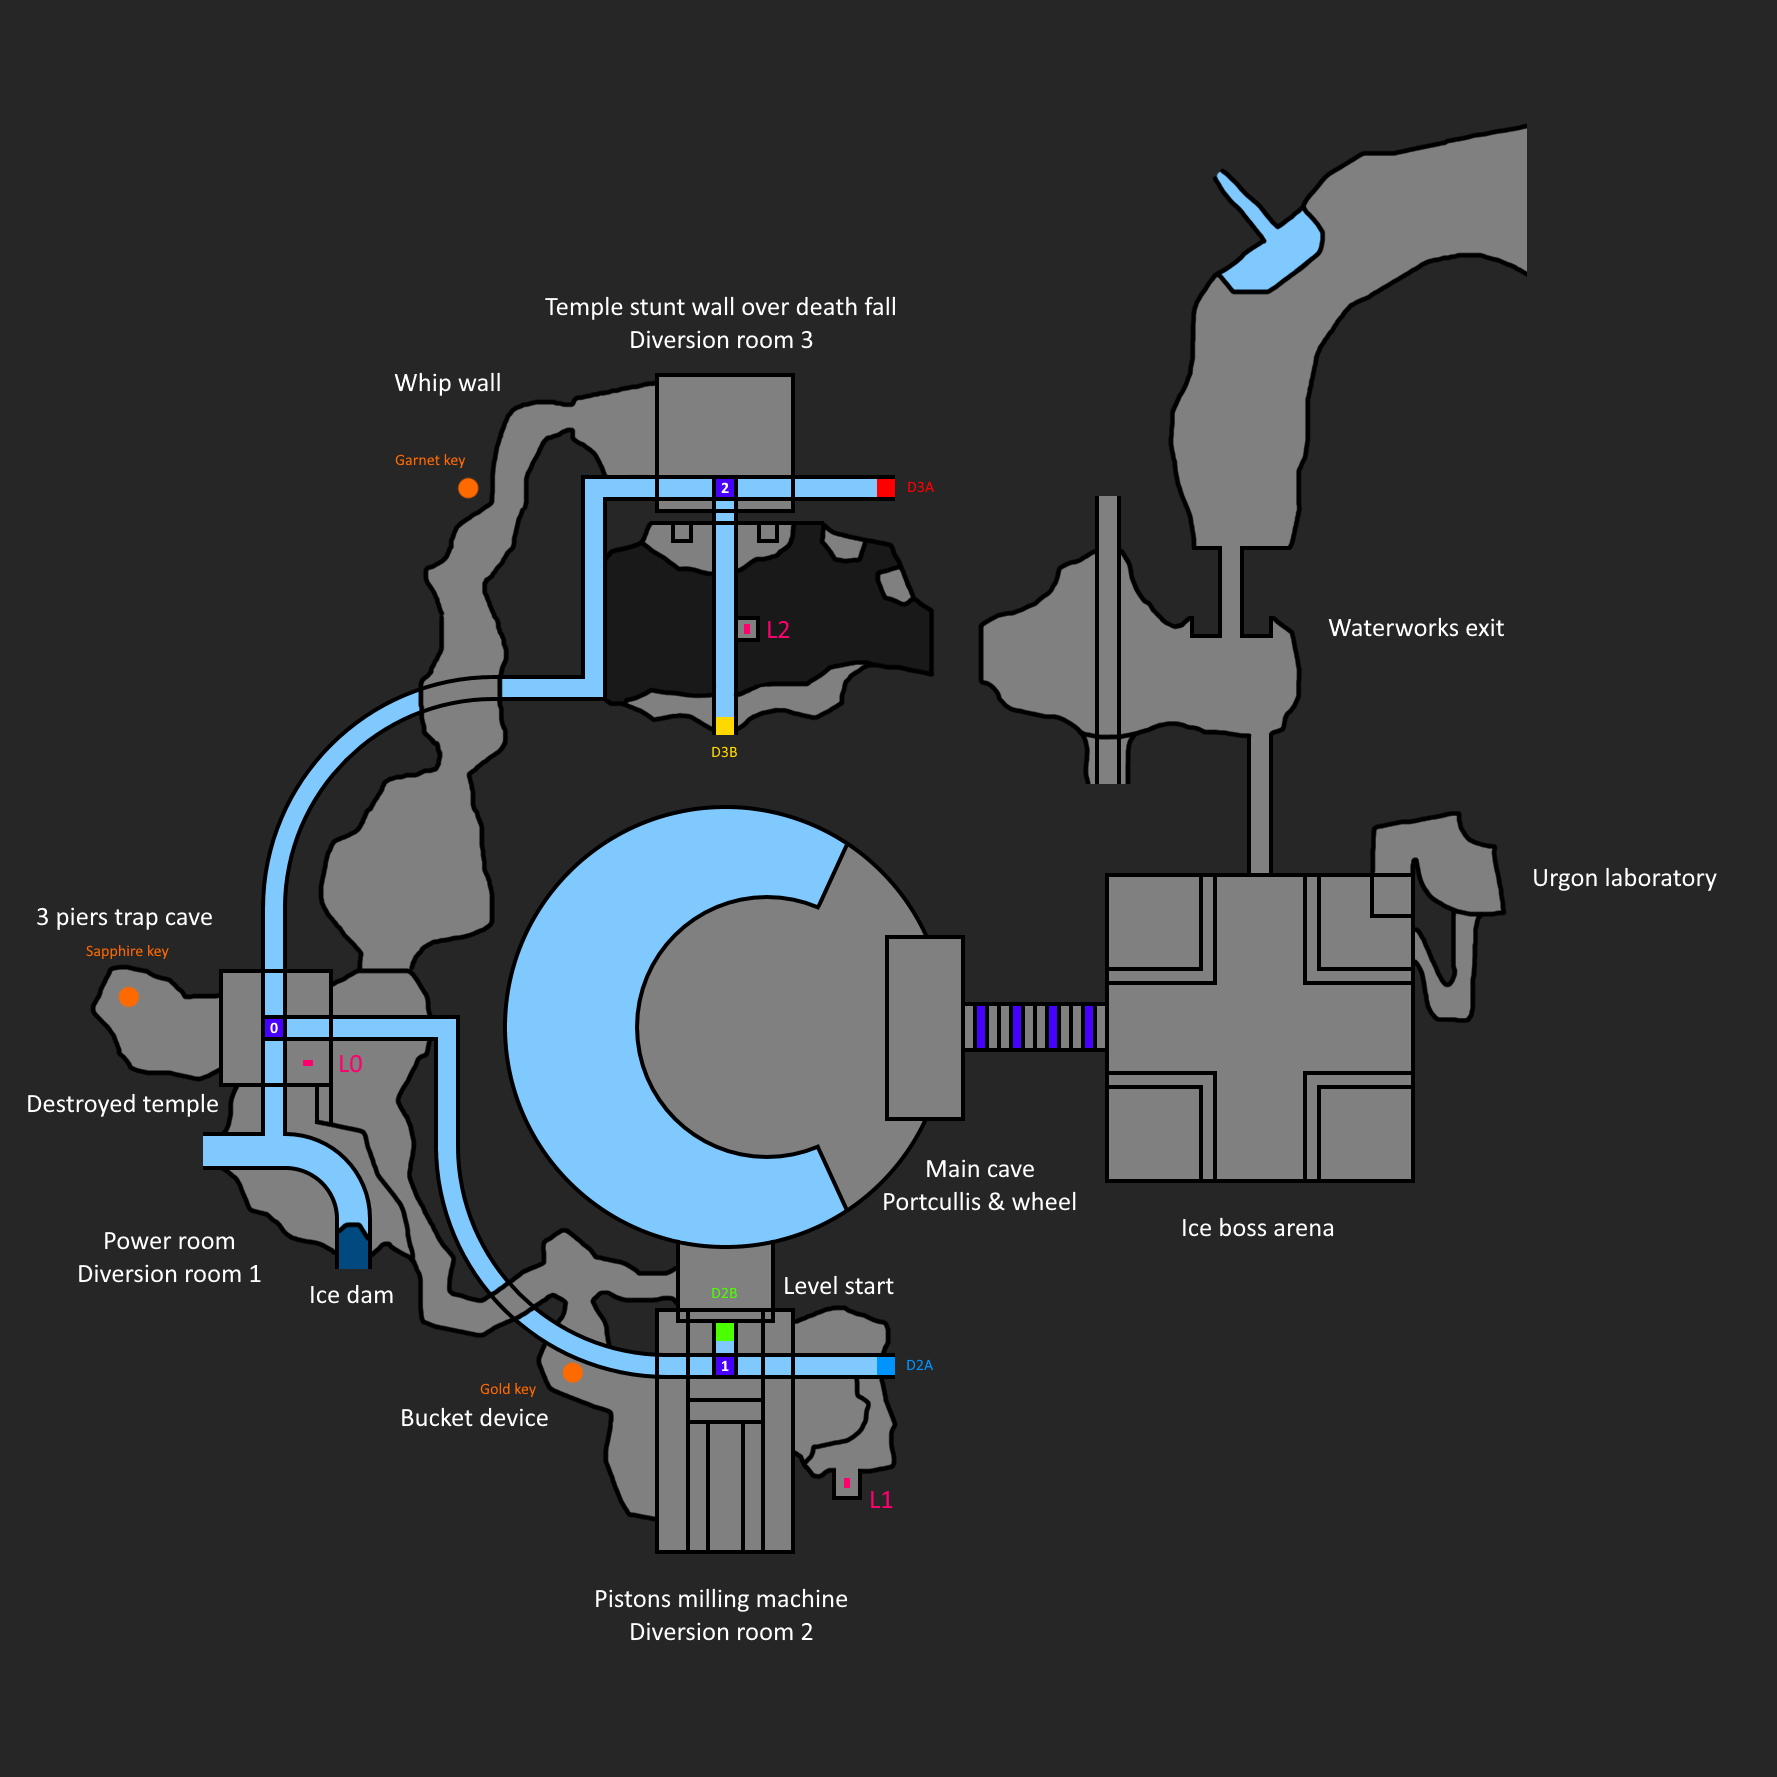 Temple stunt wall over death fall
Diversion room 3
Whip wall
Garnet key
2
D3A
L2
Waterworks exit
D3B
Urgon laboratory
3 piers trap cave
Sapphire key
0
L0
Destroyed temple
Main cave
Portcullis & wheel
Ice boss arena
Power room
Diversion room 1
Ice dam
Level start
D2B
1
D2A
Gold key
Bucket device
L1
Pistons milling machine
Diversion room 2